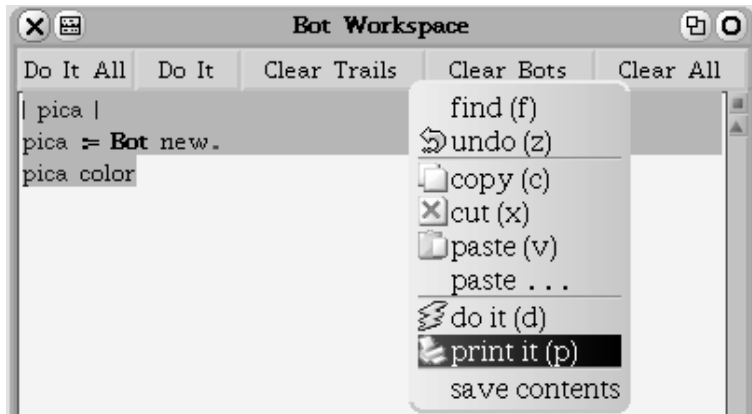 Bot Workspace
Do It All Do It Clear Trails Clear Bots Clear All
| pica |
pica := Bot new.
pica color
find (f)
undo (z)
copy (c)
cut (x)
paste (v)
paste . . .
do it (d)
print it (p)
save contents